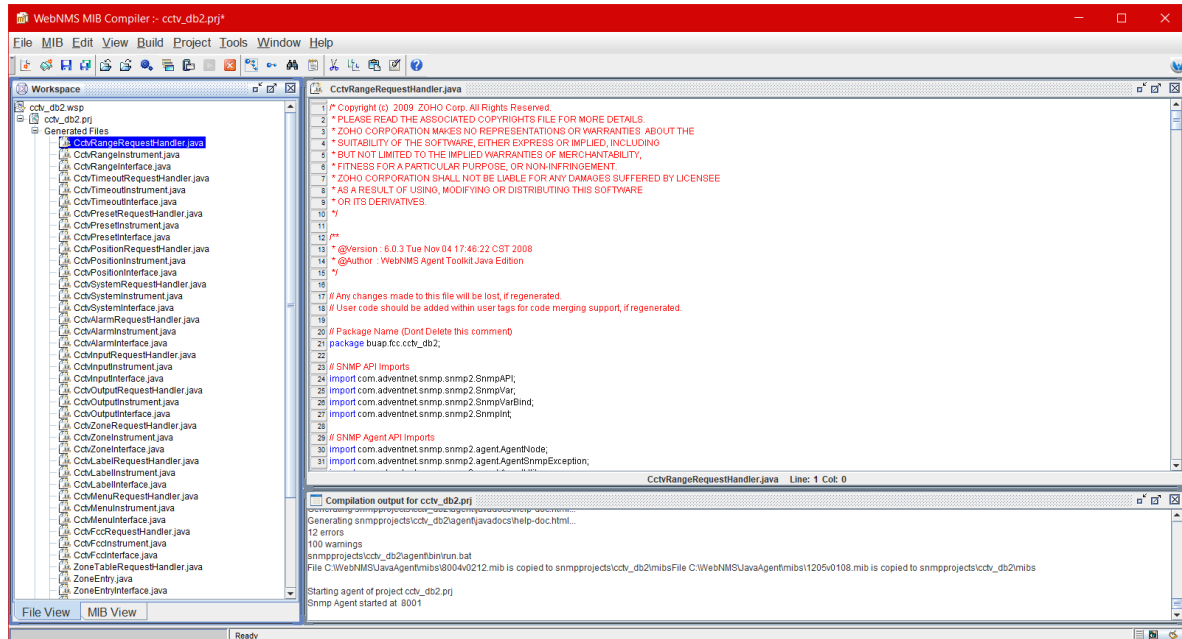 WebNMS MIB Compiler :- cctv_db2.prj*
File MIB Edit View Build Project Tools Window Help
Workspace
cctv_db2.wsp
cctv_db2.prj
Generated Files
CctvRangeRequestHandler.java
CctvRangeInstrument.java
CctvRangeInterface.java
CctvTimeoutRequestHandler.java
CctvTimeoutInstrument.java
CctvTimeoutInterface.java
CctvPresetRequestHandler.java
CctvPresetInstrument.java
CctvPresetInterface.java
CctvPositionRequestHandler.java
CctvPositionInstrument.java
CctvPositionInterface.java
CctvSystemRequestHandler.java
CctvSystemInstrument.java
CctvSystemInterface.java
CctvAlarmRequestHandler.java
CctvAlarmInstrument.java
CctvAlarmInterface.java
CctvInputRequestHandler.java
CctvInputInstrument.java
CctvInputInterface.java
CctvOutputRequestHandler.java
CctvOutputInstrument.java
CctvOutputInterface.java
CctvZoneRequestHandler.java
CctvZoneInstrument.java
CctvZoneInterface.java
CctvLabelRequestHandler.java
CctvLabelInstrument.java
CctvLabelInterface.java
CctvMenuRequestHandler.java
CctvMenuInstrument.java
CctvMenuInterface.java
CctvFccRequestHandler.java
CctvFccInstrument.java
CctvFccInterface.java
ZoneTableRequestHandler.java
ZoneEntry.java
ZoneEntryInterface.java
File View MIB View
CctvRangeRequestHandler.java
1 /* Copyright (c) 2009 ZOHO Corp. All Rights Reserved.
2 * PLEASE READ THE ASSOCIATED COPYRIGHTS FILE FOR MORE DETAILS.
3 * ZOHO CORPORATION MAKES NO REPRESENTATIONS OR WARRANTIES ABOUT THE
4 * SUITABILITY OF THE SOFTWARE, EITHER EXPRESS OR IMPLIED, INCLUDING
5 * BUT NOT LIMITED TO THE IMPLIED WARRANTIES OF MERCHANTABILITY,
6 * FITNESS FOR A PARTICULAR PURPOSE, OR NON-INFRINGEMENT.
7 * ZOHO CORPORATION SHALL NOT BE LIABLE FOR ANY DAMAGES SUFFERED BY LICENSEE
8 * AS A RESULT OF USING, MODIFYING OR DISTRIBUTING THIS SOFTWARE
9 * OR ITS DERIVATIVES.
10 */
11
12 /**
13 * @Version : 6.0.3 Tue Nov 04 17:46:22 CST 2008
14 * @Author : WebNMS Agent Toolkit Java Edition
15 */
16
17 // Any changes made to this file will be lost, if regenerated.
18 // User code should be added within user tags for code merging support, if regenerated.
19
20 // Package Name (Dont Delete this comment)
21 package buap.fcc.cctv_db2;
22
23 // SNMP API Imports
24 import com.adventnet.snmp.snmp2.SnmpAPI;
25 import com.adventnet.snmp.snmp2.SnmpVar;
26 import com.adventnet.snmp.snmp2.SnmpVarBind;
27 import com.adventnet.snmp.snmp2.SnmpInt;
28
29 // SNMP Agent API Imports
30 import com.adventnet.snmp.snmp2.agent.AgentNode;
31 import com.adventnet.snmp.snmp2.agent.AgentSnmpException;
CctvRangeRequestHandler.java Line: 1 Col: 0
Compilation output for cctv_db2.prj
Generating snmpprojects\cctv_db2\agent\javadocs\help-doc.html...
12 errors
100 warnings
snmpprojects\cctv_db2\agent\bin\run.bat
File C:\WebNMS\JavaAgent\mibs\8004v0212.mib is copied to snmpprojects\cctv_db2\mibsFile C:\WebNMS\JavaAgent\mibs\1205v0108.mib is copied to snmpprojects\cctv_db2\mibs
Starting agent of project cctv_db2.prj
Snmp Agent started at 8001
Ready